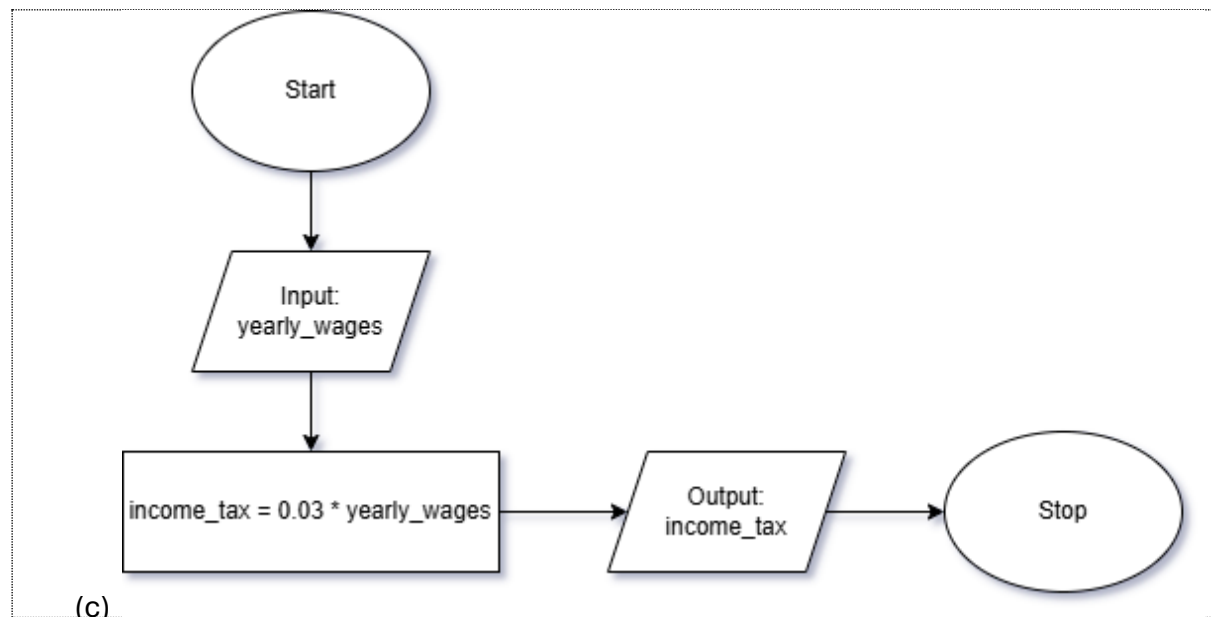 Start
Input:
yearly_wages
income_tax = 0.03 * yearly_wages
Output:
income_tax
Stop
(c)